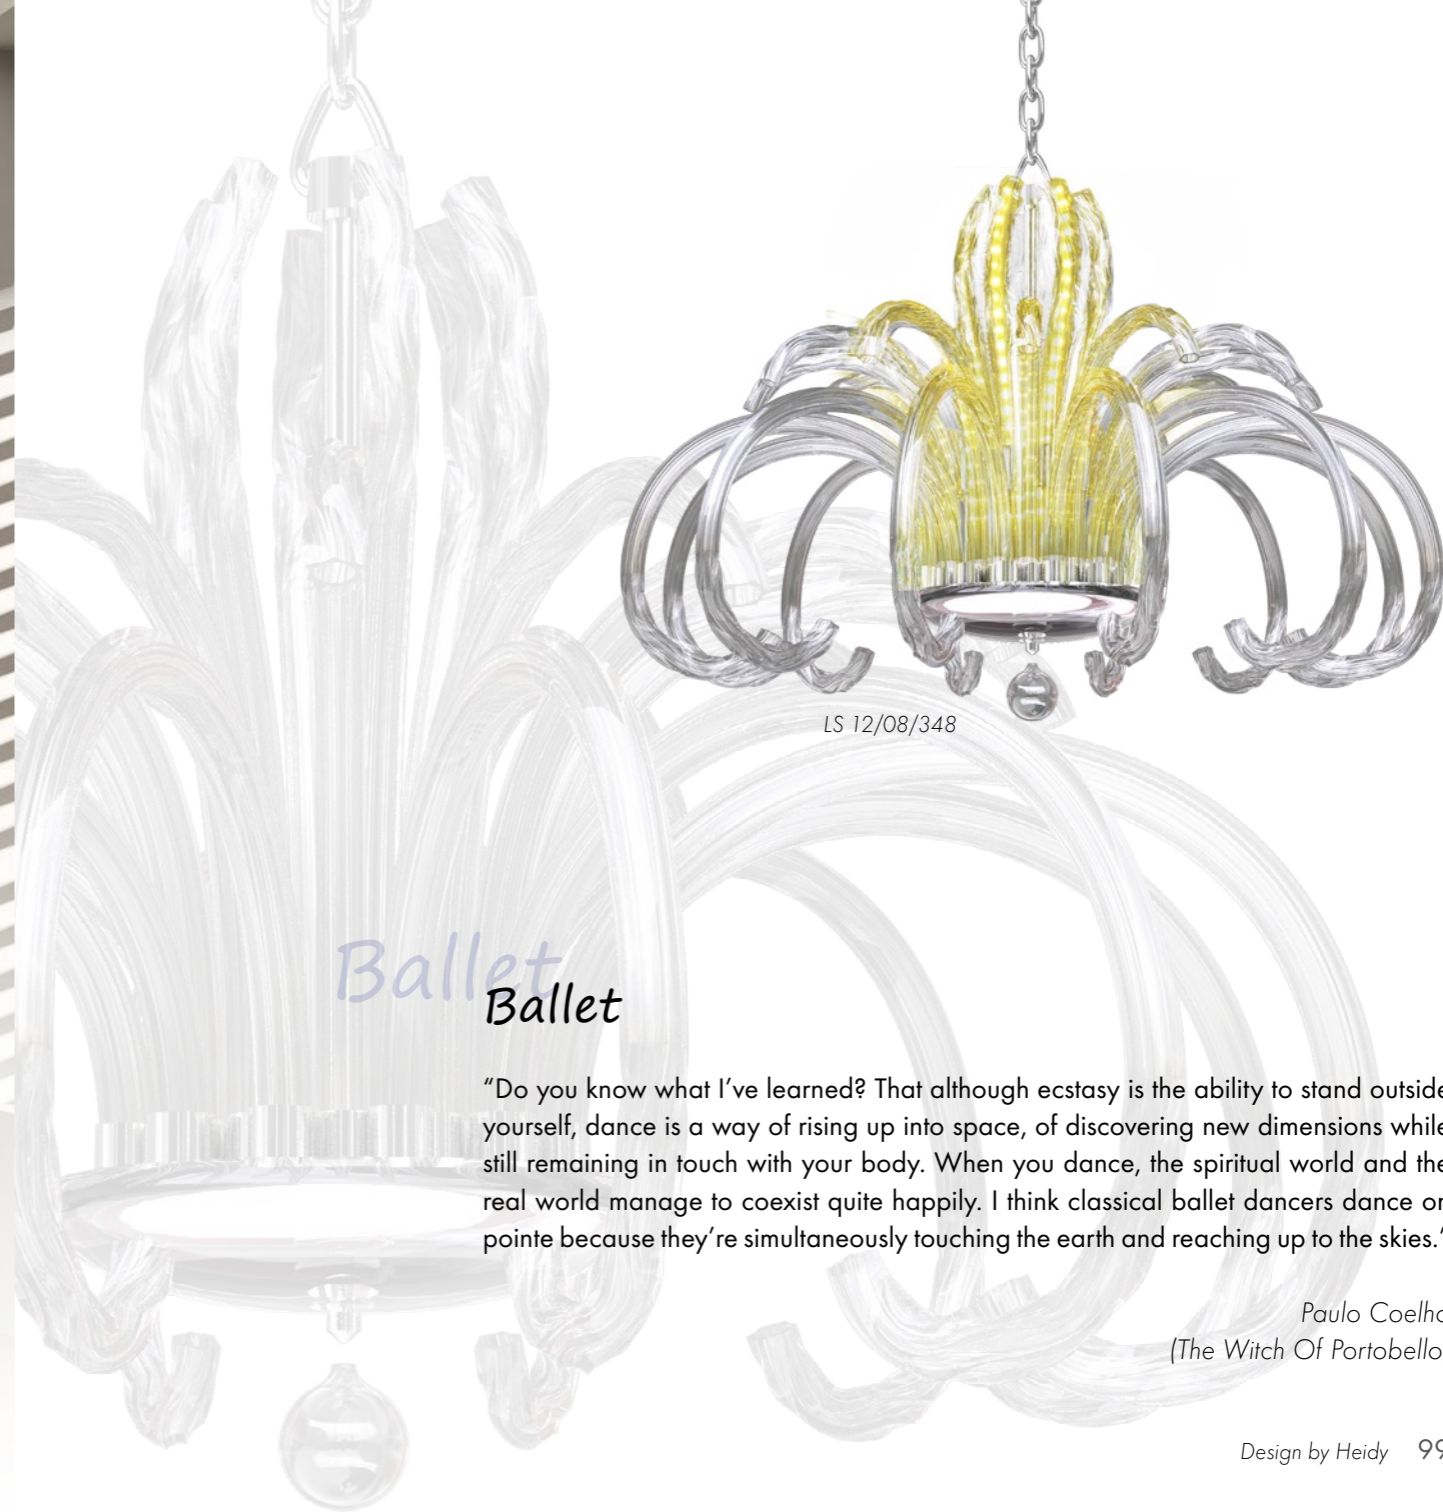 LS 12/08/348
Ballet
Ballet
“Do you know what I’ve learned? That although ecstasy is the ability to stand outside
yourself, dance is a way of rising up into space, of discovering new dimensions while
still remaining in touch with your body. When you dance, the spiritual world and the
real world manage to coexist quite happily. I think classical ballet dancers dance on
pointe because they’re simultaneously touching the earth and reaching up to the skies.”
Paulo Coelho
(The Witch Of Portobello)
Design by Heidy 99